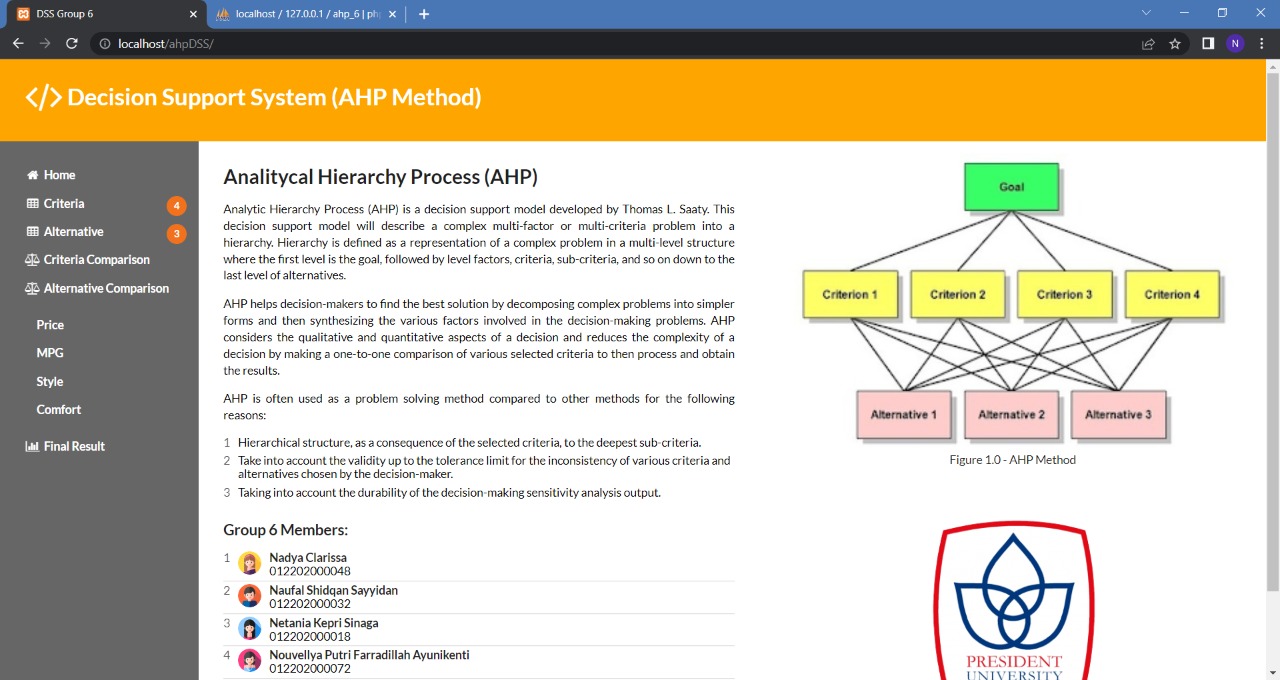 DSS Group 6
localhost / 127.0.0.1 / ahp_6 | ph
localhost/ahpDSS/
N
</> Decision Support System (AHP Method)
Home
Criteria 4
Alternative 3
Criteria Comparison
Alternative Comparison
Price
MPG
Style
Comfort
Final Result
Analitycal Hierarchy Process (AHP)
Analytic Hierarchy Process (AHP) is a decision support model developed by Thomas L. Saaty. This
decision support model will describe a complex multi-factor or multi-criteria problem into a
hierarchy. Hierarchy is defined as a representation of a complex problem in a multi-level structure
where the first level is the goal, followed by level factors, criteria, sub-criteria, and so on down to the
last level of alternatives.
AHP helps decision-makers to find the best solution by decomposing complex problems into simpler
forms and then synthesizing the various factors involved in the decision-making problems. AHP
considers the qualitative and quantitative aspects of a decision and reduces the complexity of a
decision by making a one-to-one comparison of various selected criteria to then process and obtain
the results.
AHP is often used as a problem solving method compared to other methods for the following
reasons:
1 Hierarchical structure, as a consequence of the selected criteria, to the deepest sub-criteria.
2 Take into account the validity up to the tolerance limit for the inconsistency of various criteria and
alternatives chosen by the decision-maker.
3 Taking into account the durability of the decision-making sensitivity analysis output.
Group 6 Members:
1 Nadya Clarissa
012202000048
2 Naufal Shidqan Sayyidan
012202000032
3 Netania Kepri Sinaga
012202000018
4 Nouvellya Putri Farradillah Ayunikenti
012202000072
Goal
Criterion 1 Criterion 2 Criterion 3 Criterion 4
Alternative 1 Alternative 2 Alternative 3
Figure 1.0 - AHP Method
PRESIDENT
UNIVERSITY